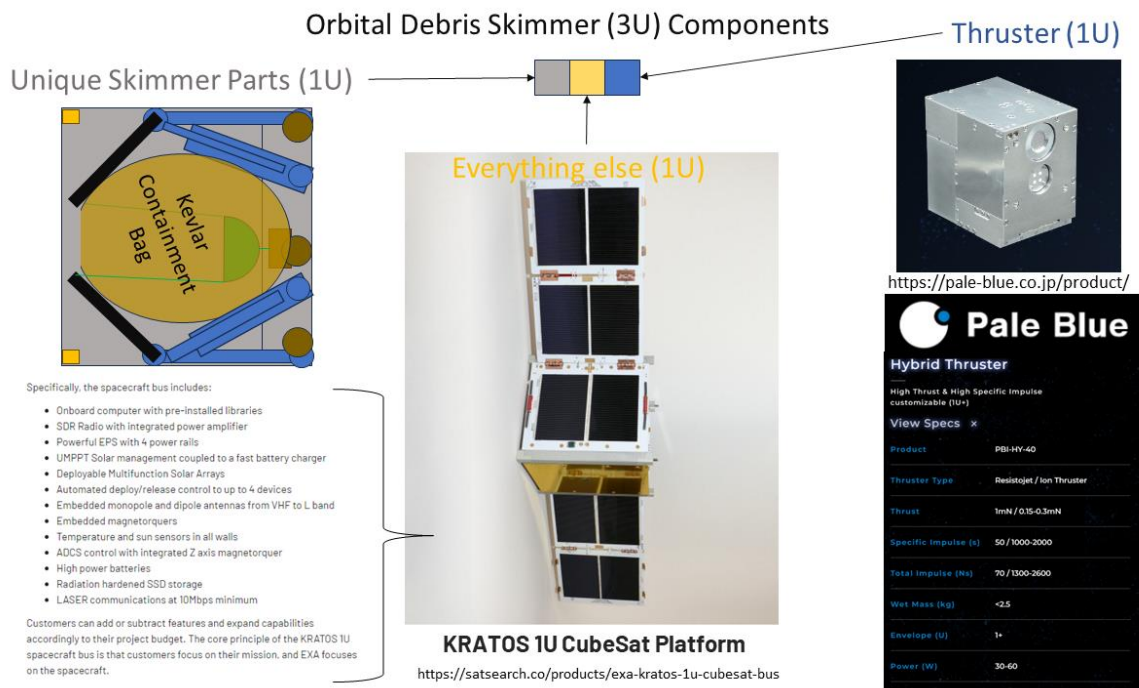 Orbital Debris Skimmer (3U) Components
Unique Skimmer Parts (1U)
Thruster (1U)
Everything else (1U)
Kevlar
Containment
Bag
https://pale-blue.co.jp/product/
Pale Blue
Hybrid Thruster
High Thrust & High Specific Impulse
customizable (1U+)
View Specs ×
Product PBI-HY-40
Thruster Type Resistojet / Ion Thruster
Thrust 1mN / 0.15-0.3mN
Specific Impulse (s) 50 / 1000-2000
Total Impulse (Ns) 70 / 1300-2600
Wet Mass (kg) <2.5
Envelope (U) 1+
Power (W) 30-60
Specifically, the spacecraft bus includes:
• Onboard computer with pre-installed libraries
• SDR Radio with integrated power amplifier
• Powerful EPS with 4 power rails
• UMPPT Solar management coupled to a fast battery charger
• Deployable Multifunction Solar Arrays
• Automated deploy/release control to up to 4 devices
• Embedded monopole and dipole antennas from VHF to L band
• Embedded magnetorquers
• Temperature and sun sensors in all walls
• ADCS control with integrated Z axis magnetorquer
• High power batteries
• Radiation hardened SSD storage
• LASER communications at 10Mbps minimum
Customers can add or subtract features and expand capabilities
accordingly to their project budget. The core principle of the KRATOS 1U
spacecraft bus is that customers focus on their mission, and EXA focuses
on the spacecraft.
KRATOS 1U CubeSat Platform
https://satsearch.co/products/exa-kratos-1u-cubesat-bus